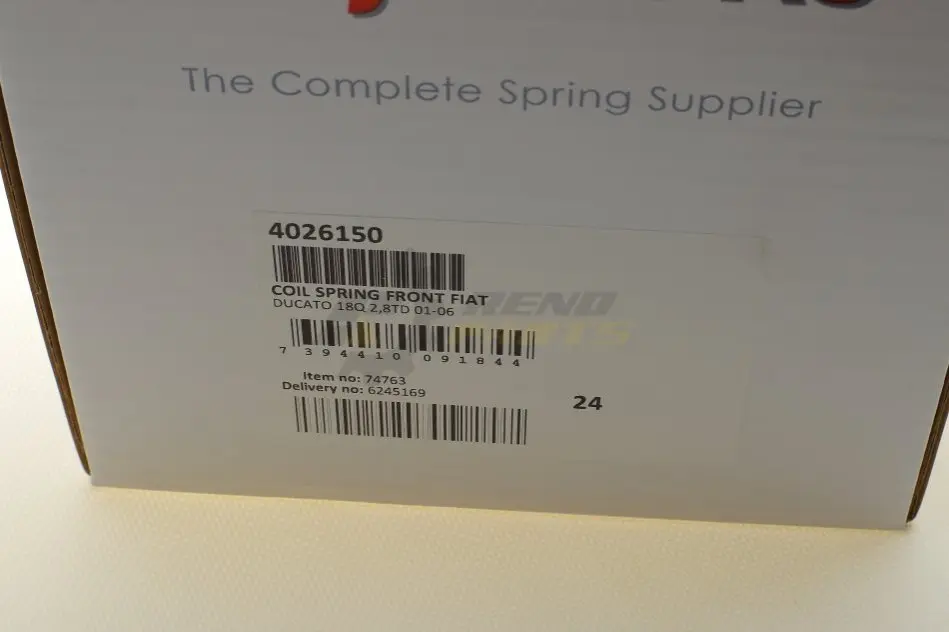 The Complete Spring Supplier
4026150
COIL SPRING FRONT FIAT
DUCATO 18Q 2,8TD 01-06
7 394410 091844
Item no: 74763
Delivery no: 6245169
24